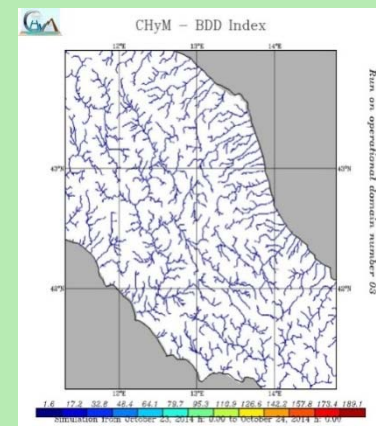 CHyM
CHyM – BDD Index
12°E 13°E 14°E
43°N 43°N
42°N 42°N
12°E 13°E 14°E
Run on operational domain number 03
1.6 17.2 32.8 48.4 64.1 79.7 95.3 110.9 126.6 142.2 157.8 173.4 189.1
Simulation from October 23, 2014 h: 0.00 to October 24, 2014 h: 0.00